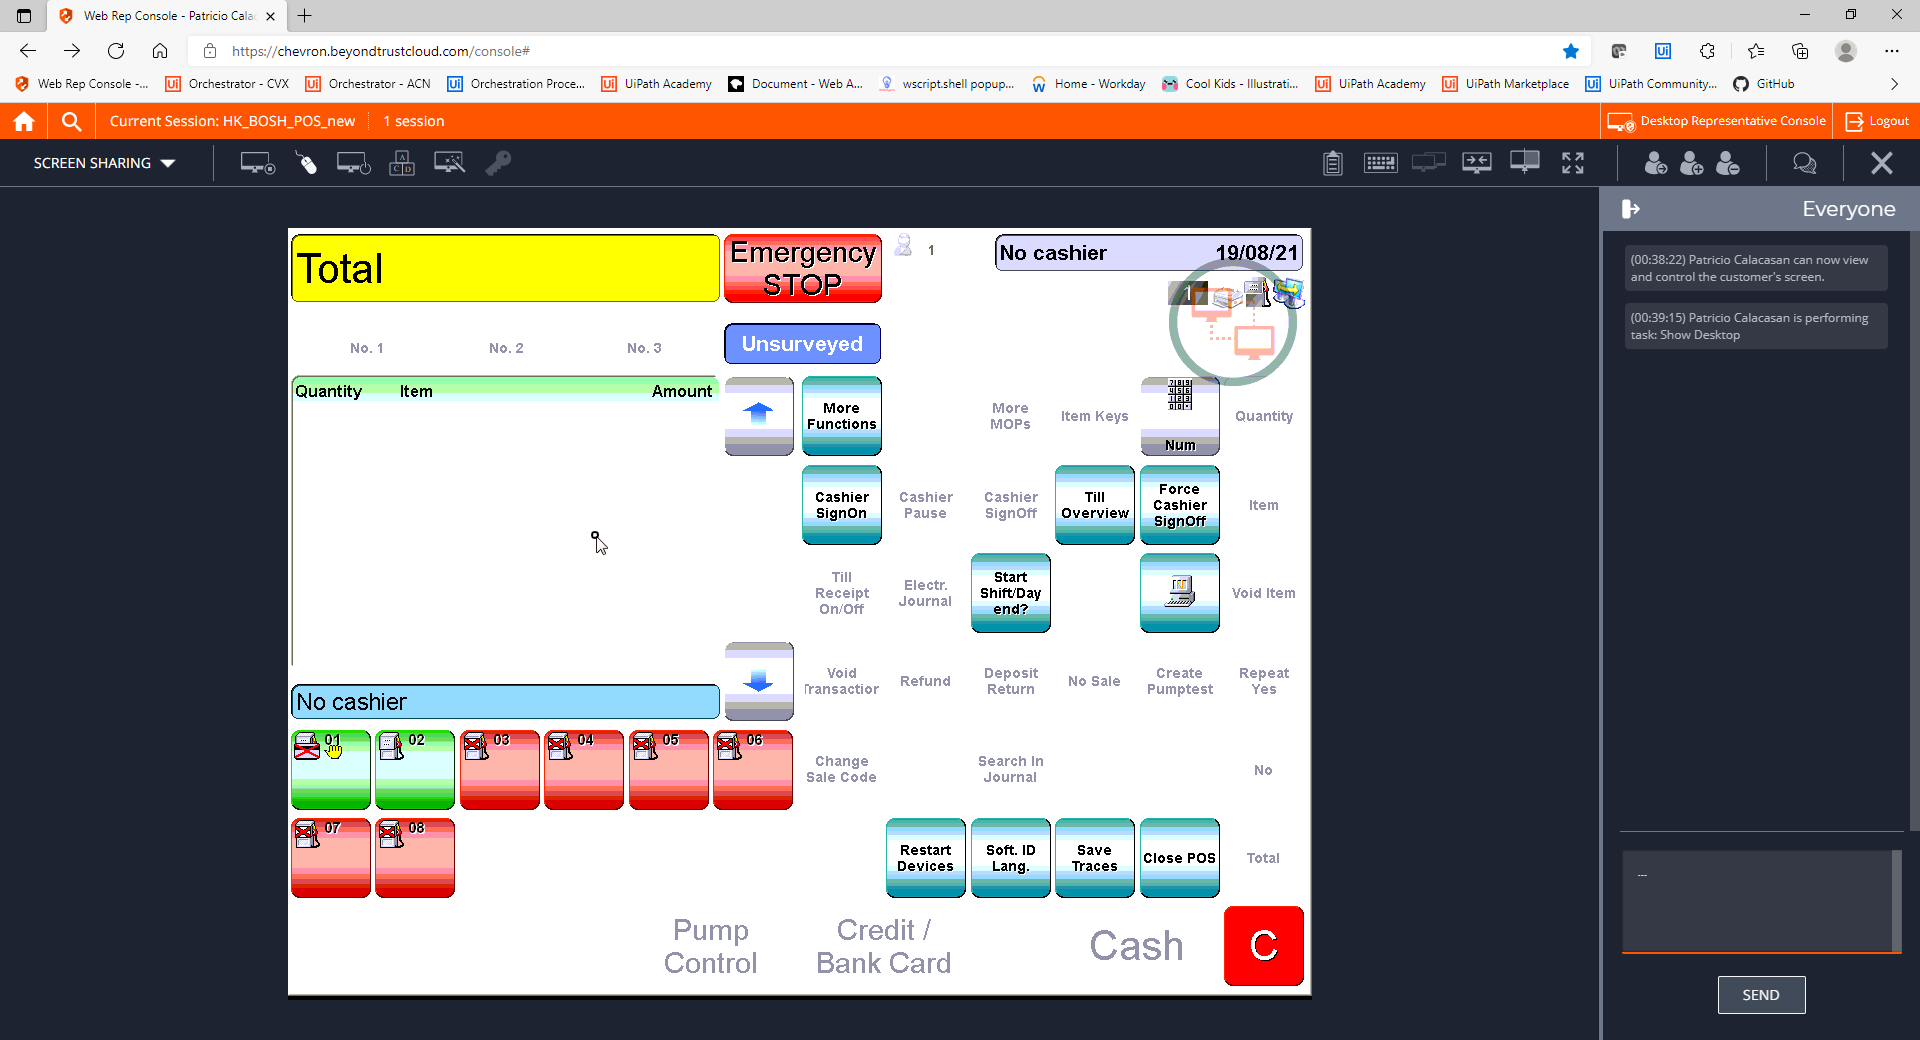 Web Rep Console - Patricio Cala
https://chevron.beyondtrustcloud.com/console#
Web Rep Console -...
Orchestrator - CVX
Orchestrator - ACN
Orchestration Proce...
UiPath Academy
Document - Web A...
wscript.shell popup...
Home - Workday
Cool Kids - Illustrati...
UiPath Academy
UiPath Marketplace
UiPath Community...
GitHub
Current Session: HK_BOSH_POS_new
1 session
Desktop Representative Console
Logout
SCREEN SHARING
Everyone
(00:38:22) Patricio Calacasan can now view
and control the customer's screen.
(00:39:15) Patricio Calacasan is performing
task: Show Desktop
---
SEND
Total
Emergency
STOP
1
No cashier 19/08/21
1
No. 1
No. 2
No. 3
Unsurveyed
Quantity Item Amount
More
Functions
More
MOPs
Item Keys
Num
Quantity
Cashier
SignOn
Cashier
Pause
Cashier
SignOff
Till
Overview
Force
Cashier
SignOff
Item
Till
Receipt
On/Off
Electr.
Journal
Start
Shift/Day
end?
Void Item
Void
Transaction
Refund
Deposit
Return
No Sale
Create
Pumptest
Repeat
Yes
No cashier
01
02
03
04
05
06
Change
Sale Code
Search In
Journal
No
07
08
Restart
Devices
Soft. ID
Lang.
Save
Traces
Close POS
Total
Pump
Control
Credit /
Bank Card
Cash
C